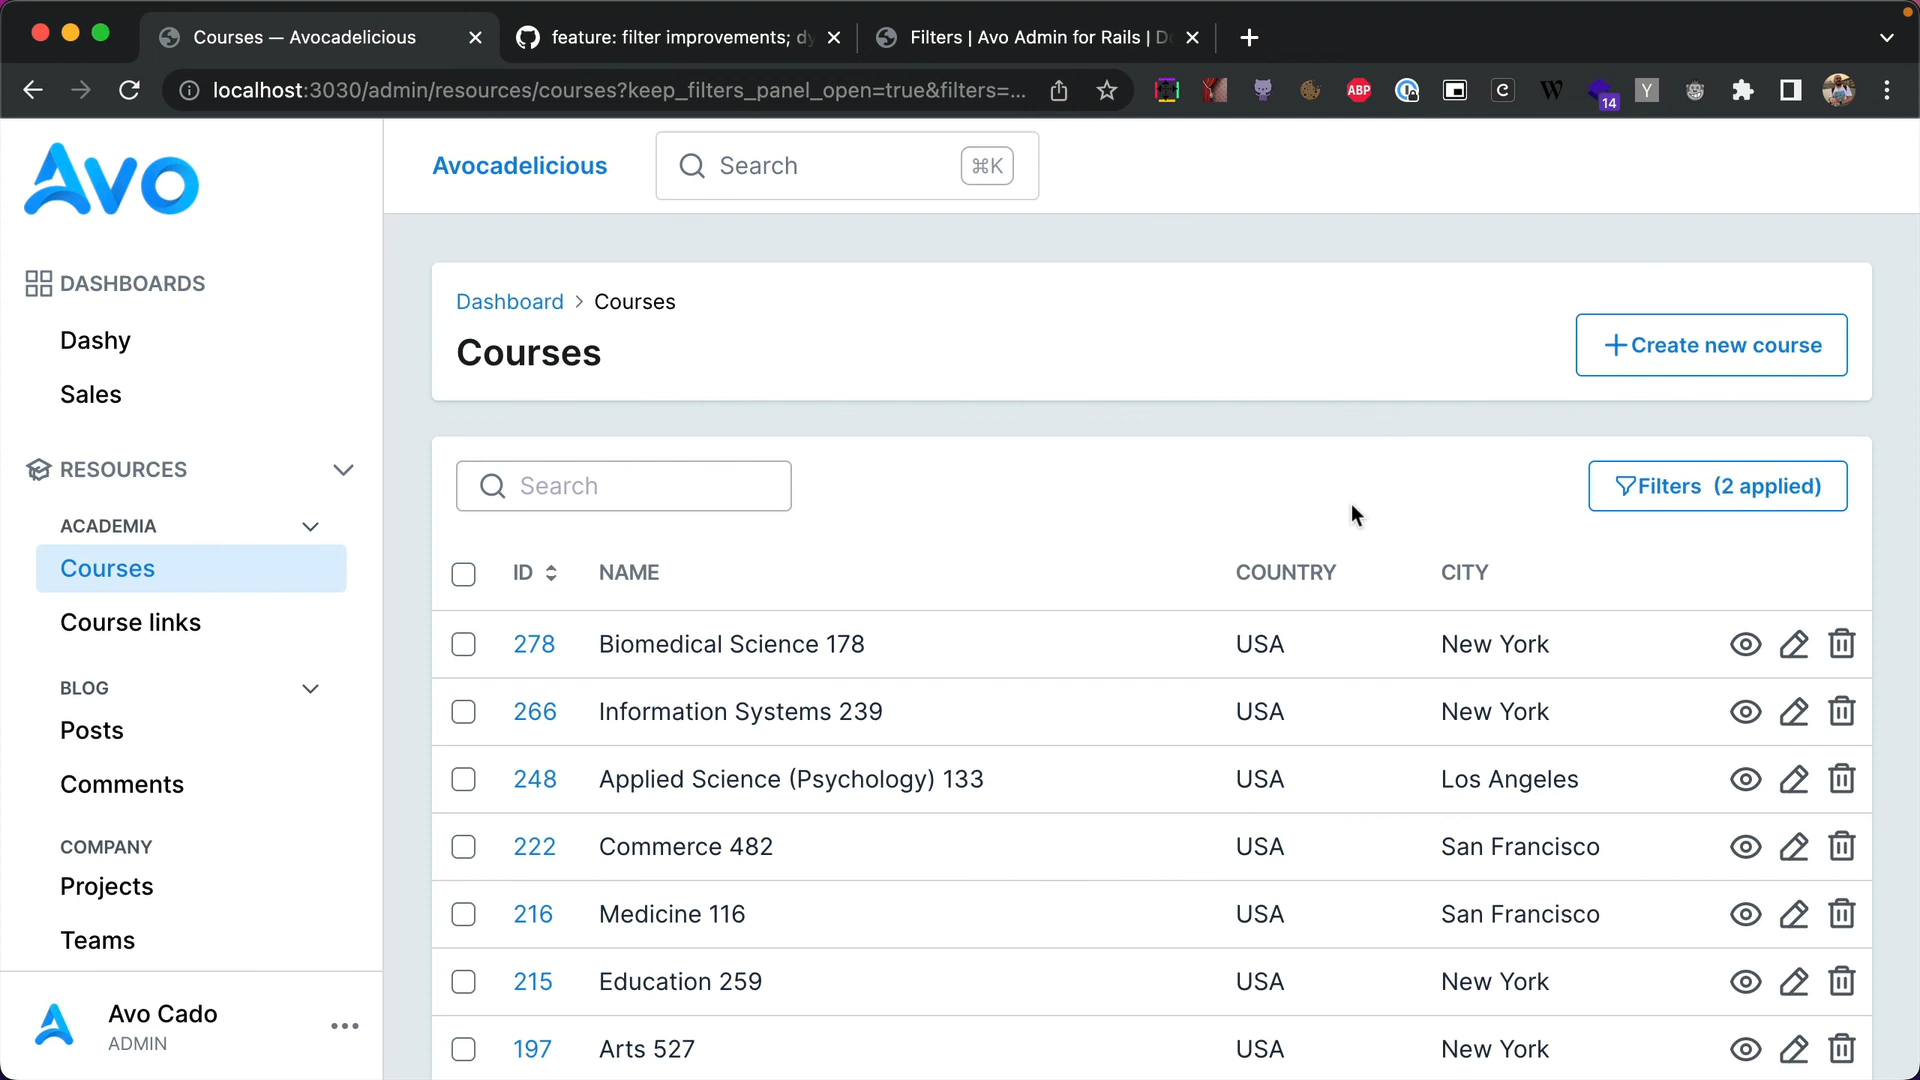 Courses — Avocadelicious
feature: filter improvements; dy
Filters | Avo Admin for Rails | Do
localhost:3030/admin/resources/courses?keep_filters_panel_open=true&filters=...
ABP
C
W
14
Y
Avo
Avocadelicious
Search
⌘K
DASHBOARDS
Dashy
Sales
RESOURCES
ACADEMIA
Courses
Course links
BLOG
Posts
Comments
COMPANY
Projects
Teams
Avo Cado
ADMIN
Dashboard > Courses
Courses
+Create new course
Search
Filters (2 applied)
ID NAME COUNTRY CITY
278 Biomedical Science 178 USA New York
266 Information Systems 239 USA New York
248 Applied Science (Psychology) 133 USA Los Angeles
222 Commerce 482 USA San Francisco
216 Medicine 116 USA San Francisco
215 Education 259 USA New York
197 Arts 527 USA New York